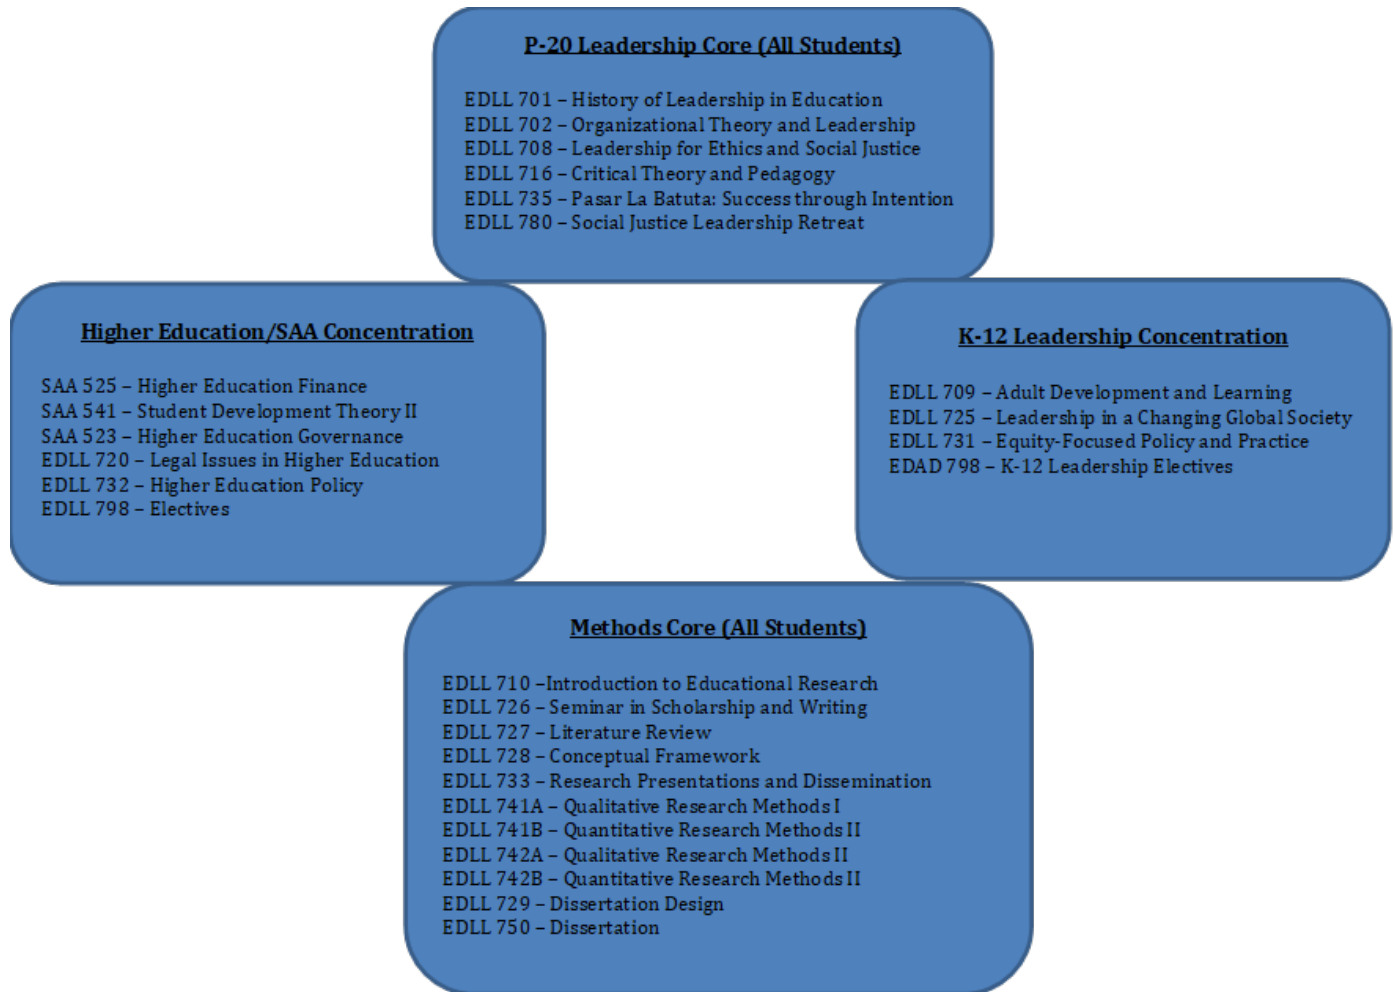 P-20 Leadership Core (All Students)
EDLL 701 – History of Leadership in Education
EDLL 702 – Organizational Theory and Leadership
EDLL 708 – Leadership for Ethics and Social Justice
EDLL 716 – Critical Theory and Pedagogy
EDLL 735 – Pasar La Batuta: Success through Intention
EDLL 780 – Social Justice Leadership Retreat
Higher Education/SAA Concentration
SAA 525 – Higher Education Finance
SAA 541 – Student Development Theory II
SAA 523 – Higher Education Governance
EDLL 720 – Legal Issues in Higher Education
EDLL 732 – Higher Education Policy
EDLL 798 – Electives
K-12 Leadership Concentration
EDLL 709 – Adult Development and Learning
EDLL 725 – Leadership in a Changing Global Society
EDLL 731 – Equity-Focused Policy and Practice
EDAD 798 – K-12 Leadership Electives
Methods Core (All Students)
EDLL 710 –Introduction to Educational Research
EDLL 726 – Seminar in Scholarship and Writing
EDLL 727 – Literature Review
EDLL 728 – Conceptual Framework
EDLL 733 – Research Presentations and Dissemination
EDLL 741A – Qualitative Research Methods I
EDLL 741B – Quantitative Research Methods II
EDLL 742A – Qualitative Research Methods II
EDLL 742B – Quantitative Research Methods II
EDLL 729 – Dissertation Design
EDLL 750 – Dissertation